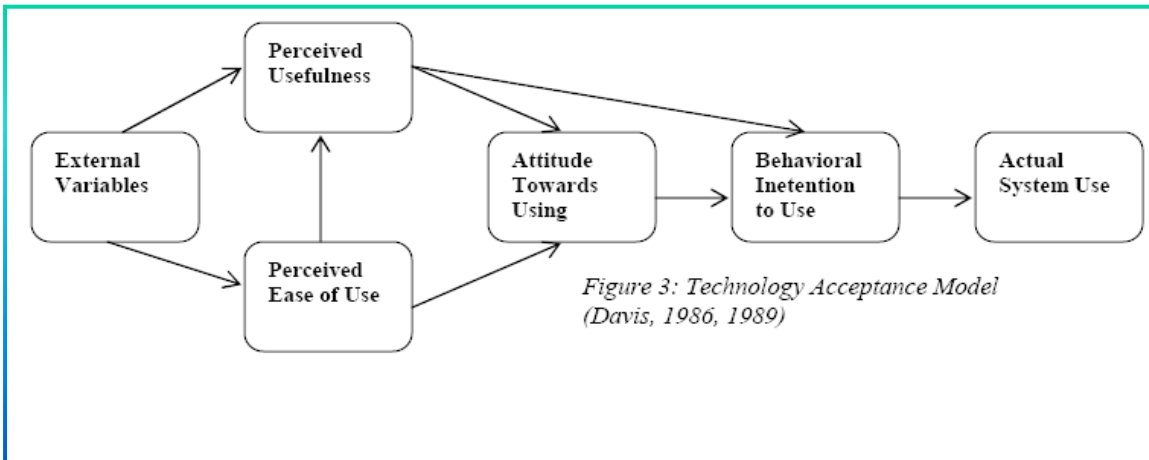 Perceived
Usefulness
External
Variables
Attitude
Towards
Using
Behavioral
Inetention
to Use
Actual
System Use
Perceived
Ease of Use
Figure 3: Technology Acceptance Model
(Davis, 1986, 1989)